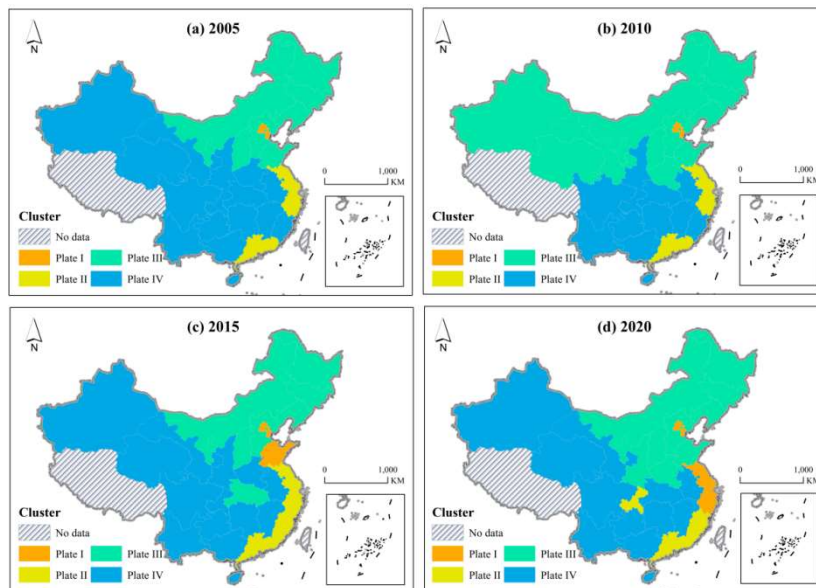 (a) 2005
N
0 1,000
KM
Cluster
No data
Plate I Plate III
Plate II Plate IV
(b) 2010
N
0 1,000
KM
Cluster
No data
Plate I Plate III
Plate II Plate IV
(c) 2015
N
0 1,000
KM
Cluster
No data
Plate I Plate III
Plate II Plate IV
(d) 2020
N
0 1,000
KM
Cluster
No data
Plate I Plate III
Plate II Plate IV